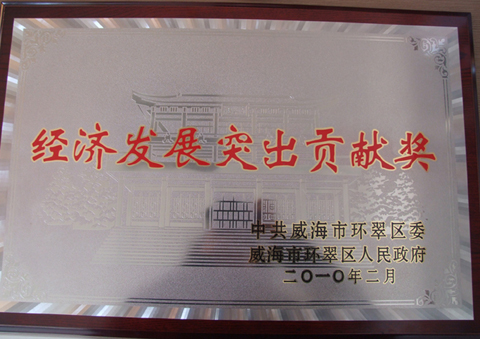 经济发展突出贡献奖
中共威海市环翠区委
威海市环翠区人民政府
二〇一〇年二月